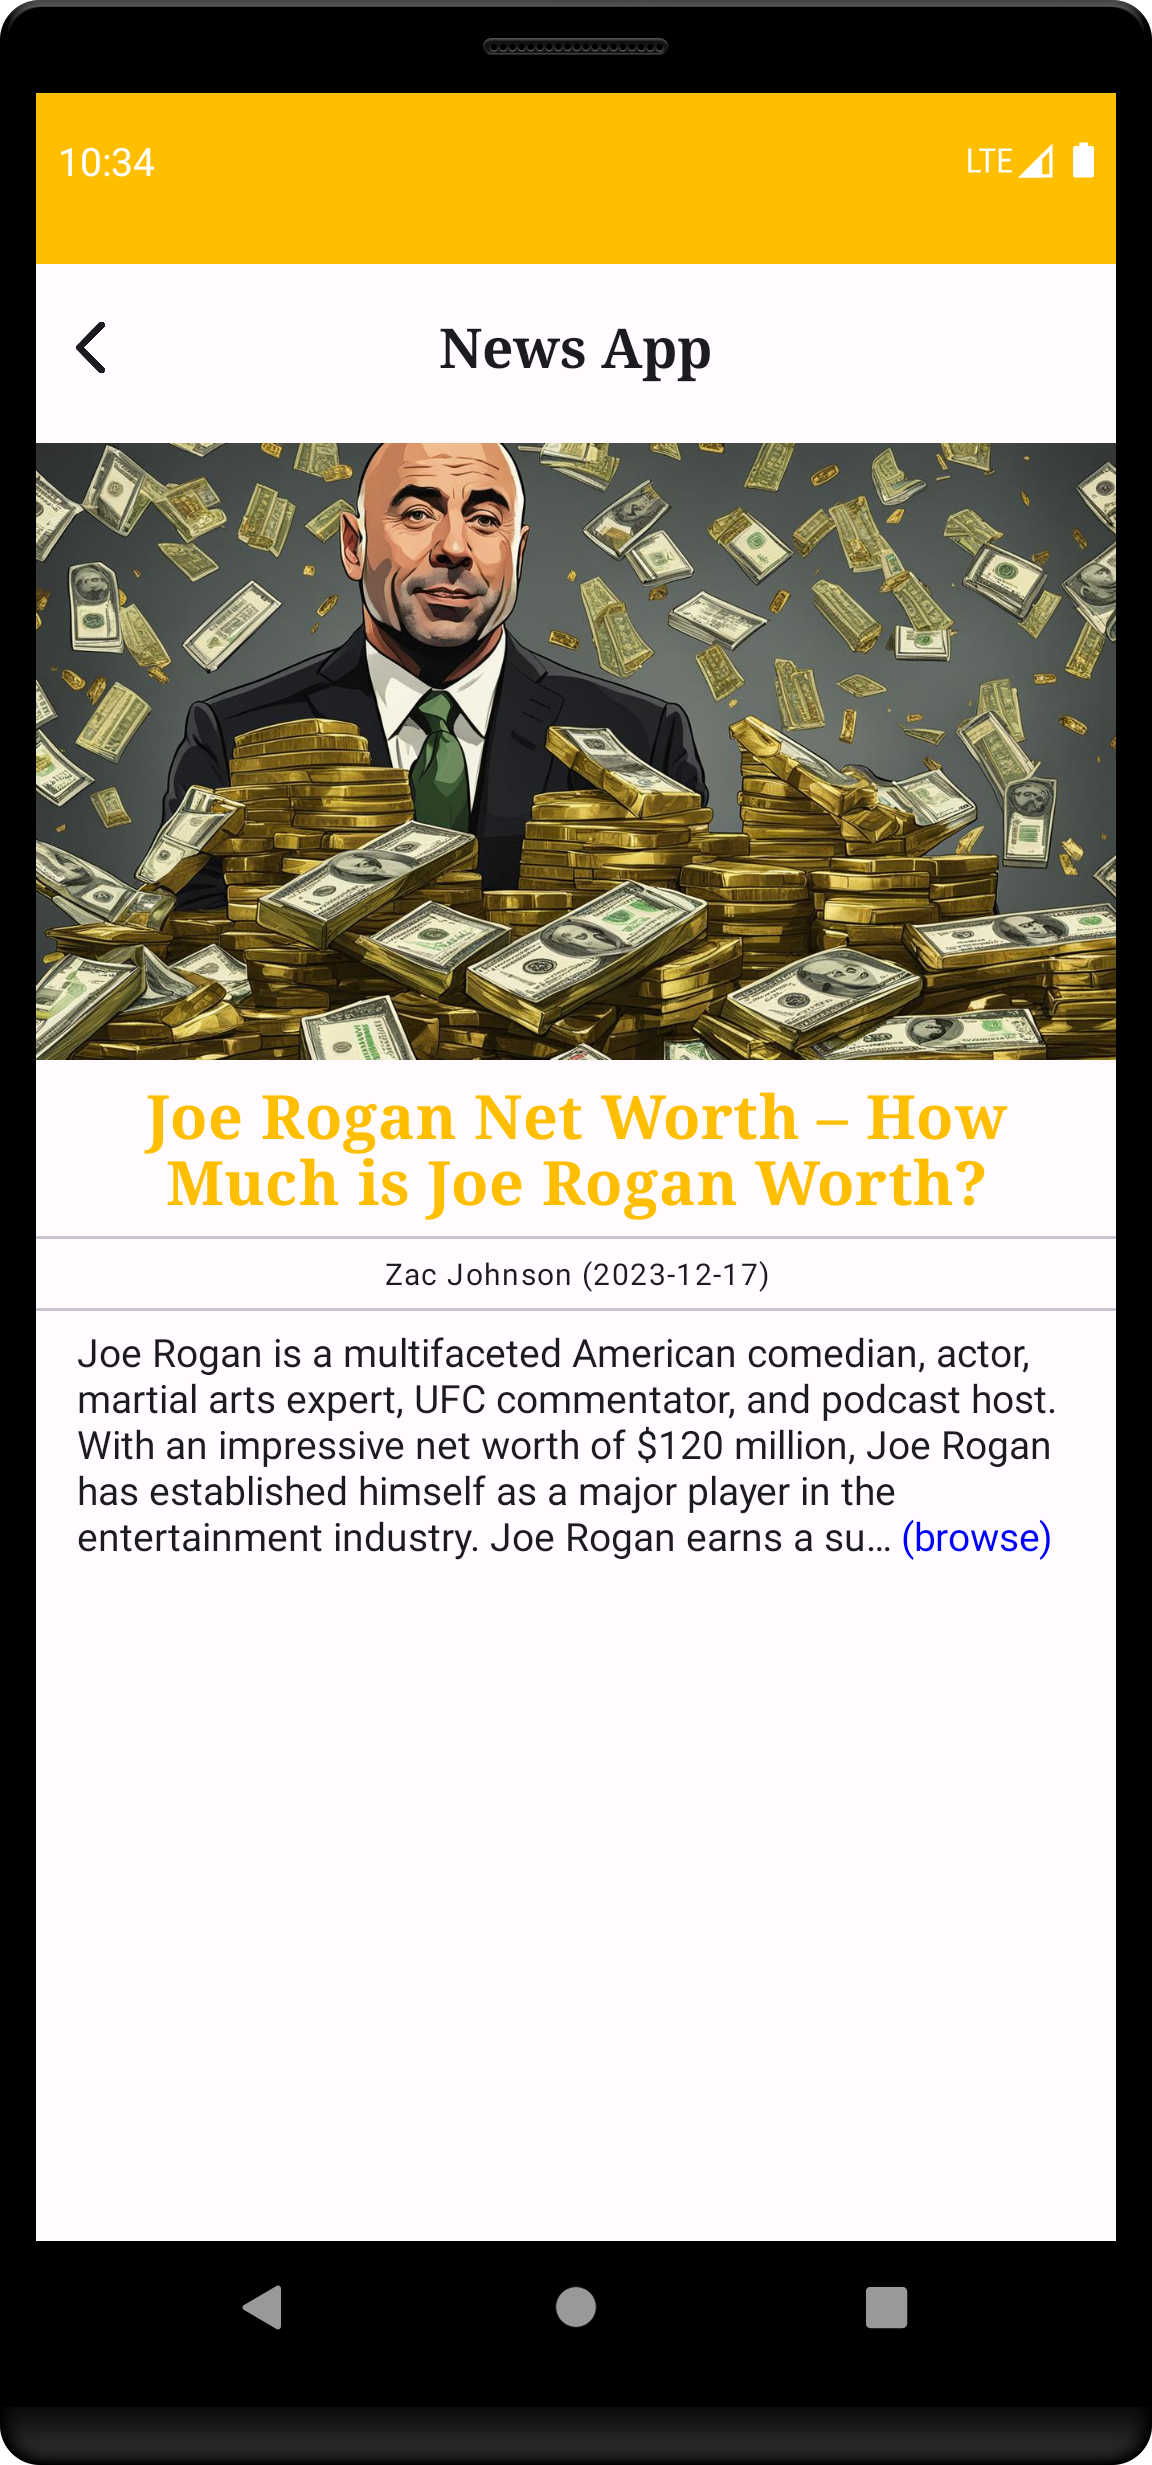 10:34
LTE
News App
Joe Rogan Net Worth – How
Much is Joe Rogan Worth?
Zac Johnson (2023-12-17)
Joe Rogan is a multifaceted American comedian, actor,
martial arts expert, UFC commentator, and podcast host.
With an impressive net worth of $120 million, Joe Rogan
has established himself as a major player in the
entertainment industry. Joe Rogan earns a su… (browse)